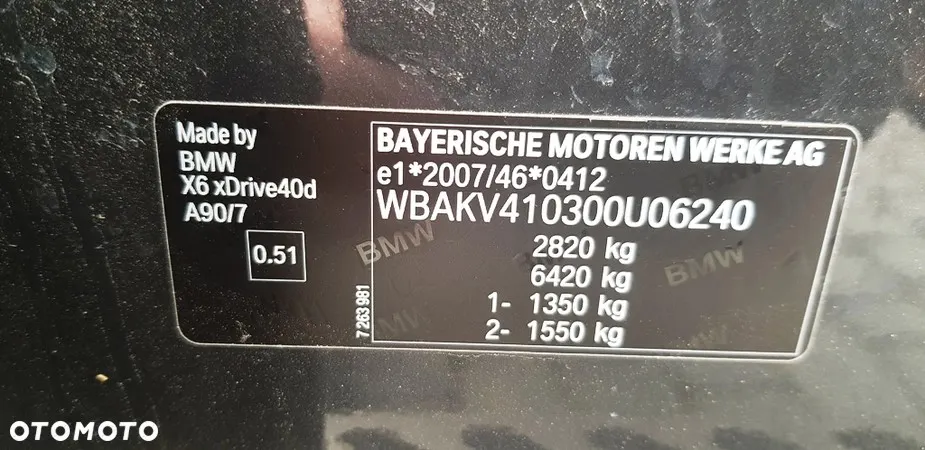 Made by
BMW
X6 xDrive40d
A90/7
0.51
7 263 981
BAYERISCHE MOTOREN WERKE AG
e1*2007/46*0412
WBAKV410300U06240
2820 kg
6420 kg
1- 1350 kg
2- 1550 kg
BMW
BMW
BMW
OTOMOTO